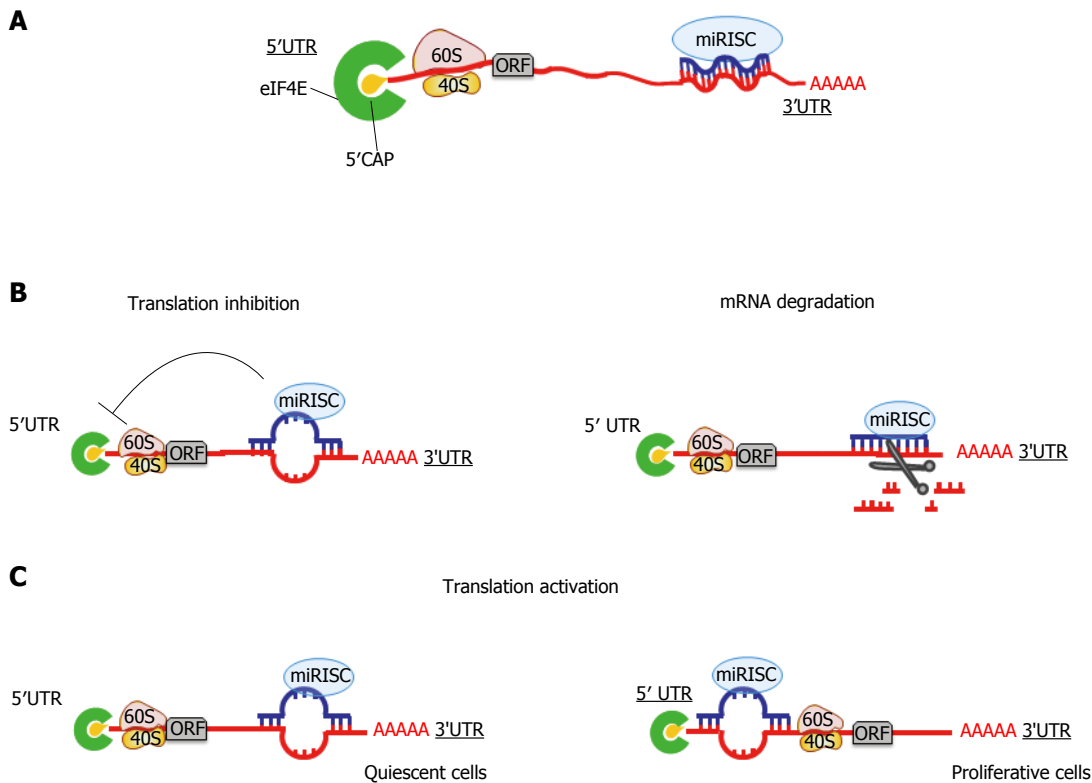 A
5′UTR
eIF4E
60S
40S
ORF
miRISC
AAAAA
3′UTR
5′CAP
B
Translation inhibition
mRNA degradation
5′UTR
60S
40S
ORF
miRISC
AAAAA 3'UTR
5′ UTR
60S
40S
ORF
miRISC
AAAAA 3'UTR
C
Translation activation
5′UTR
60S
40S
ORF
miRISC
AAAAA 3'UTR
Quiescent cells
5′ UTR
miRISC
60S
40S
ORF
AAAAA 3'UTR
Proliferative cells